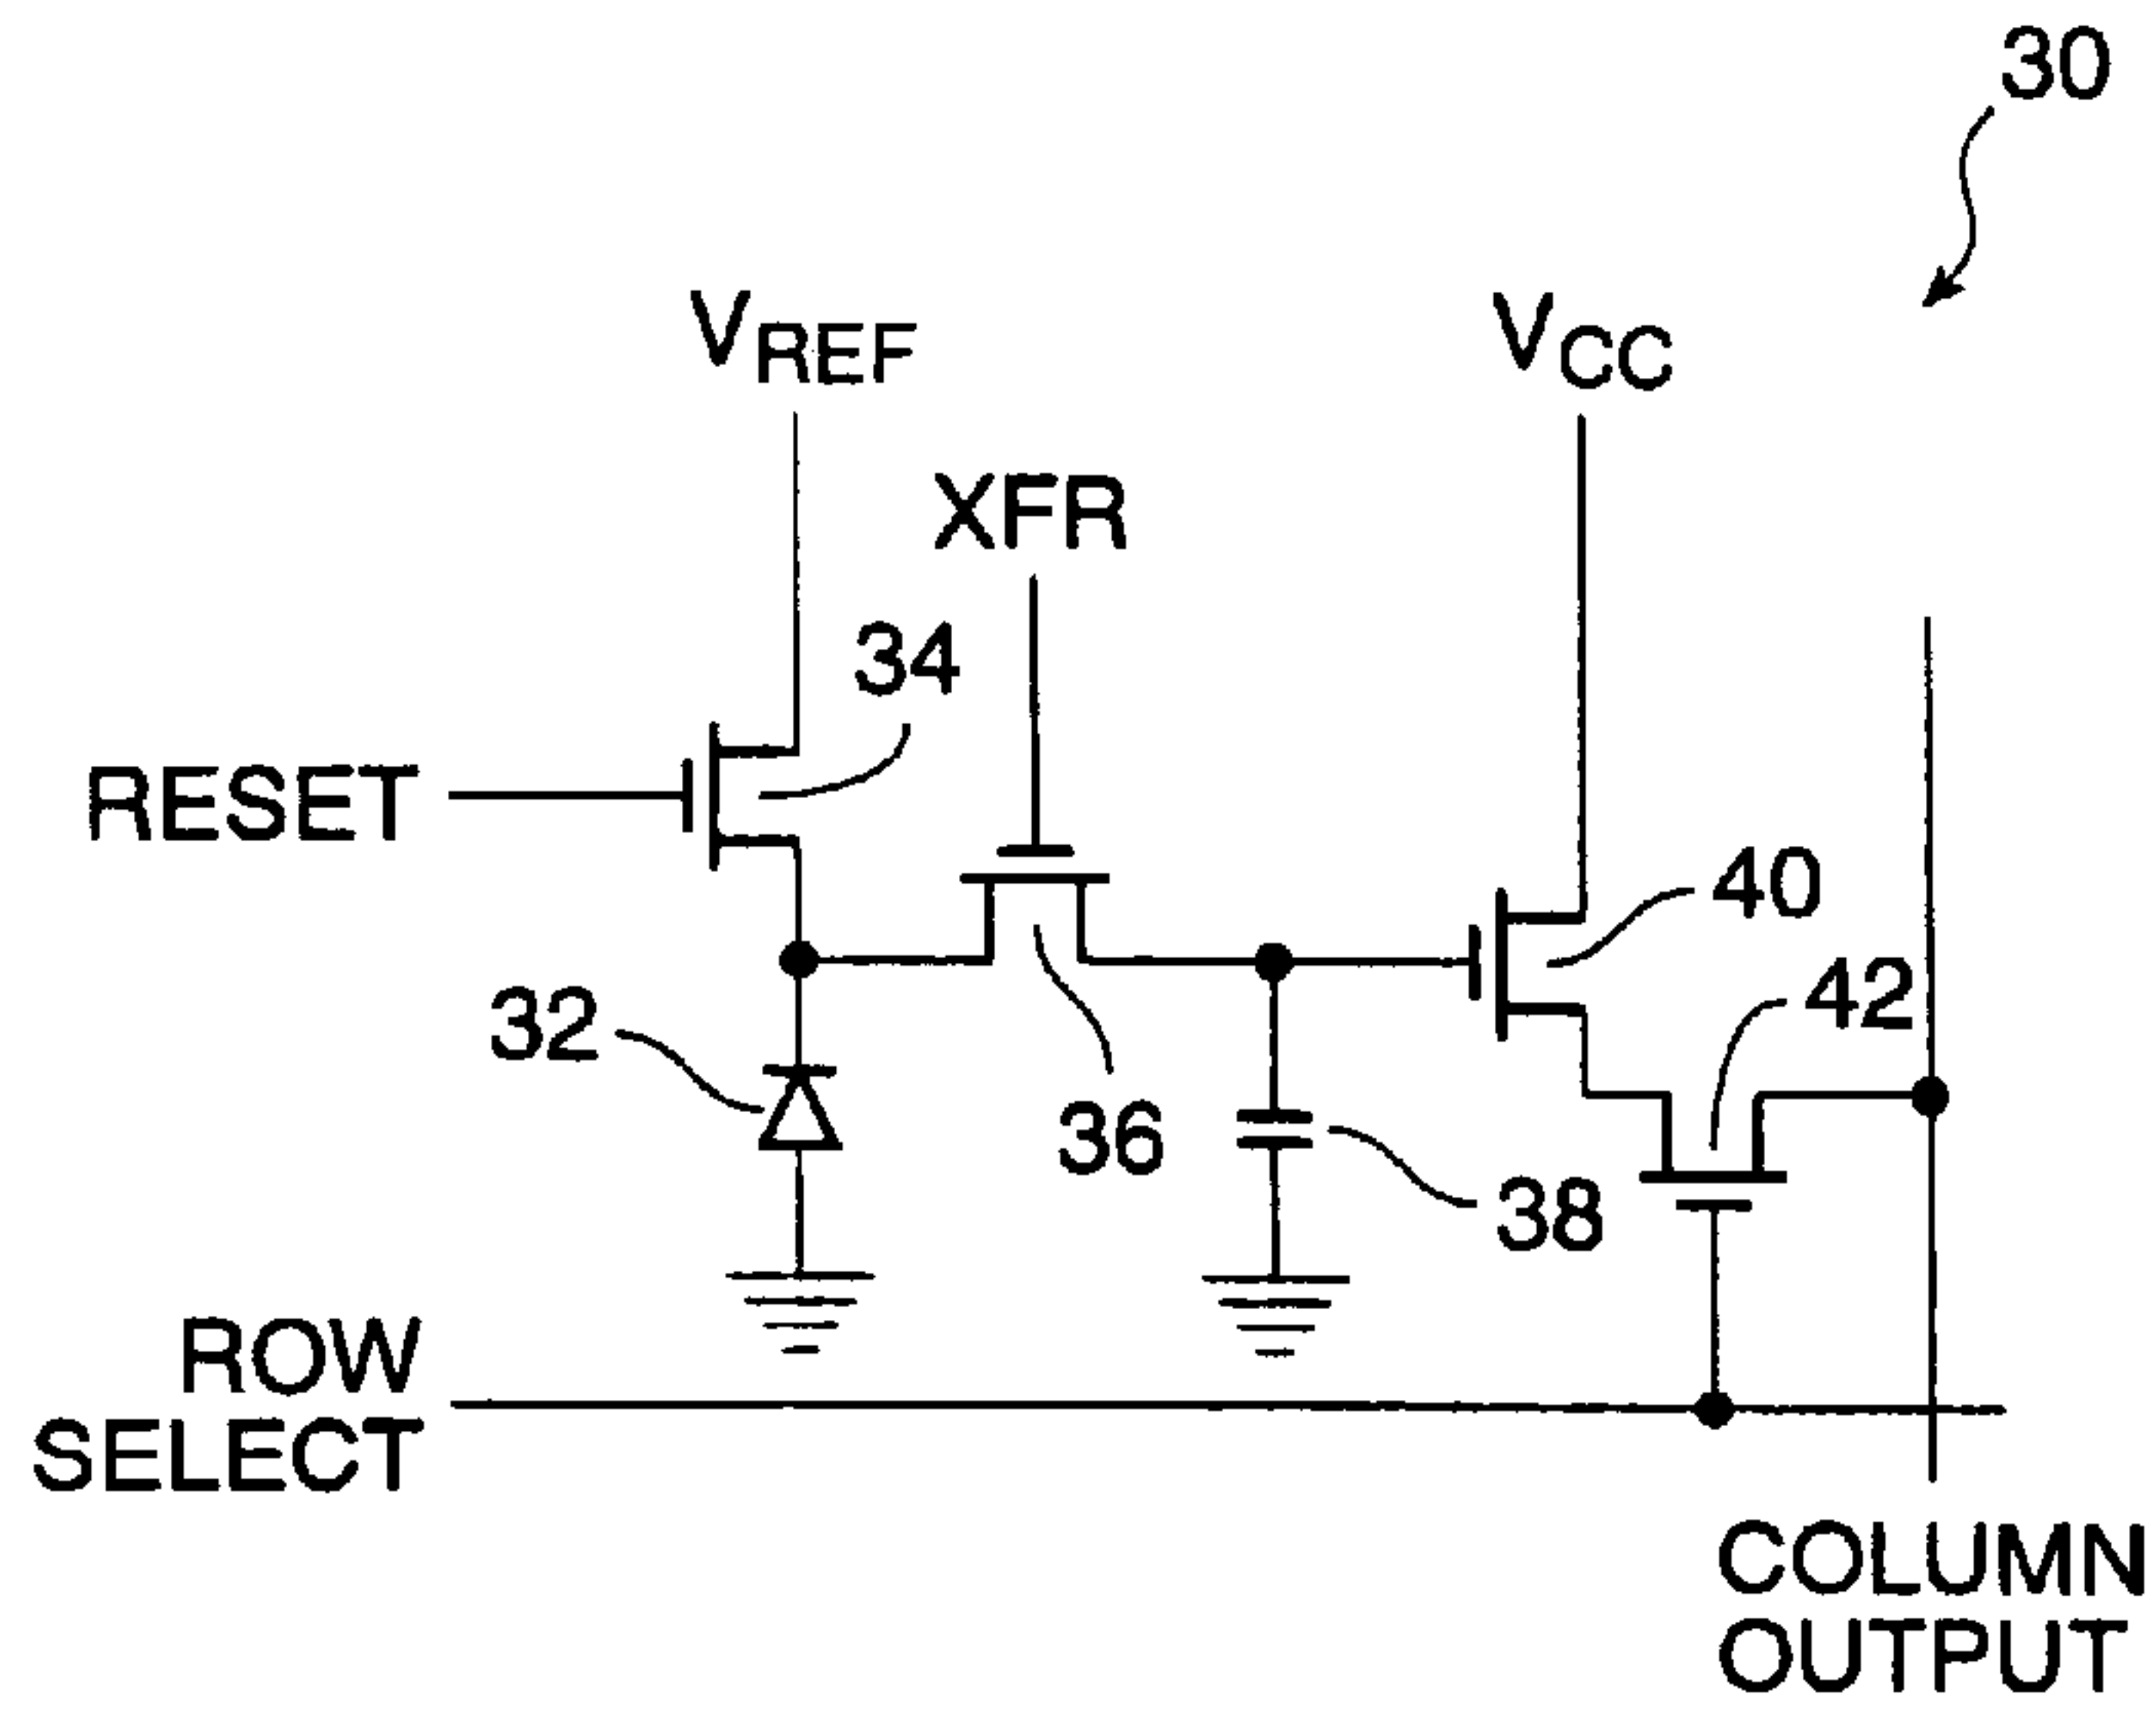 30
VREF
VCC
XFR
34
RESET
40
42
32
36
38
ROW
SELECT
COLUMN
OUTPUT